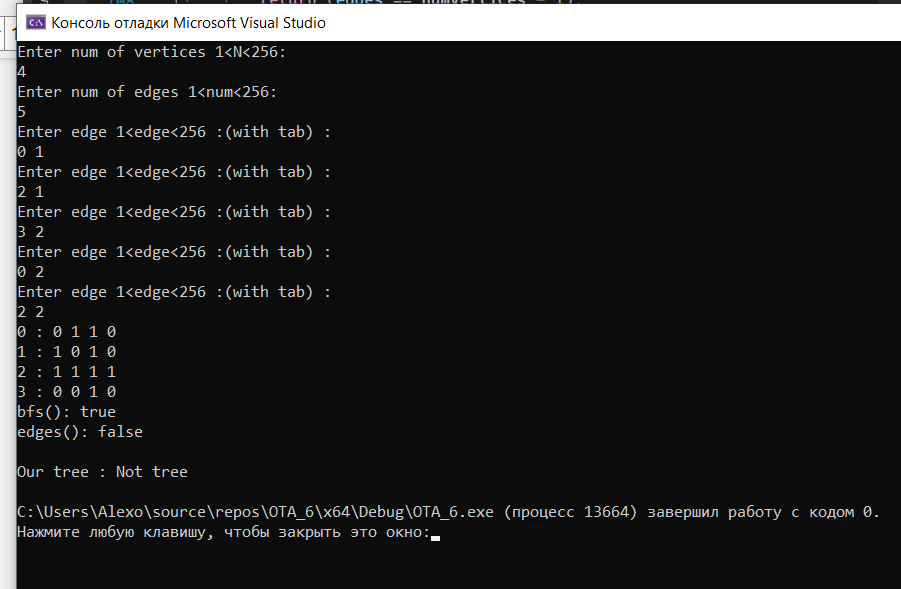 Консоль отладки Microsoft Visual Studio
Enter num of vertices 1<N<256:
4
Enter num of edges 1<num<256:
5
Enter edge 1<edge<256 :(with tab) :
0 1
Enter edge 1<edge<256 :(with tab) :
2 1
Enter edge 1<edge<256 :(with tab) :
3 2
Enter edge 1<edge<256 :(with tab) :
0 2
Enter edge 1<edge<256 :(with tab) :
2 2
0 : 0 1 1 0
1 : 1 0 1 0
2 : 1 1 1 1
3 : 0 0 1 0
bfs(): true
edges(): false
Our tree : Not tree
C:\Users\Alexo\source\repos\OTA_6\x64\Debug\OTA_6.exe (процесс 13664) завершил работу с кодом 0.
Нажмите любую клавишу, чтобы закрыть это окно: